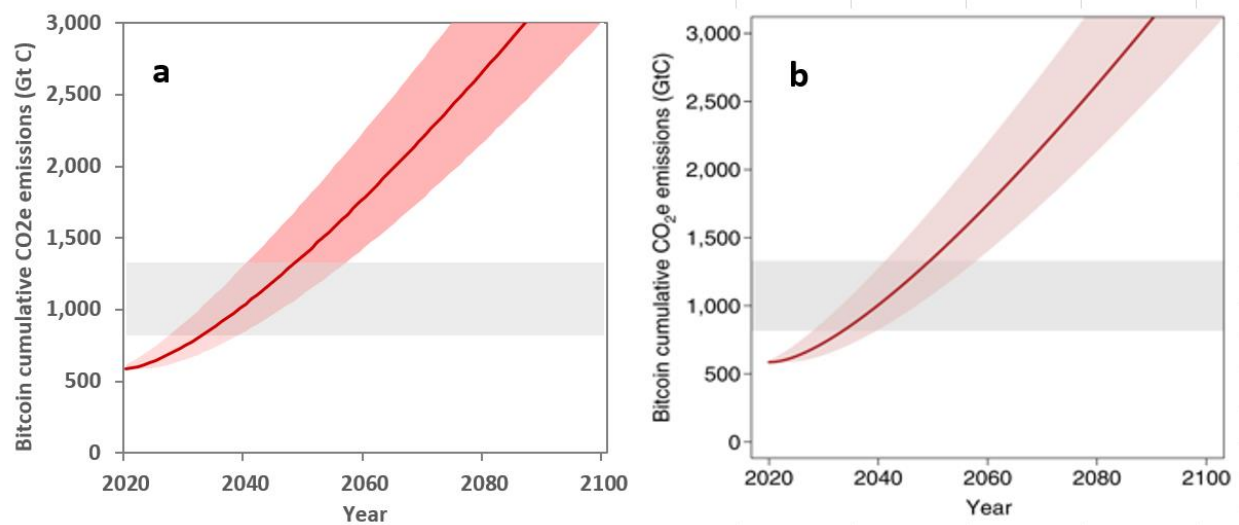 Bitcoin cumulative CO2e emissions (Gt C)
3,000
2,500
2,000
1,500
1,000
500
0
a
2020 2040 2060 2080 2100
Year
Bitcoin cumulative CO₂e emissions (GtC)
3,000
2,500
2,000
1,500
1,000
500
0
b
2020 2040 2060 2080 2100
Year